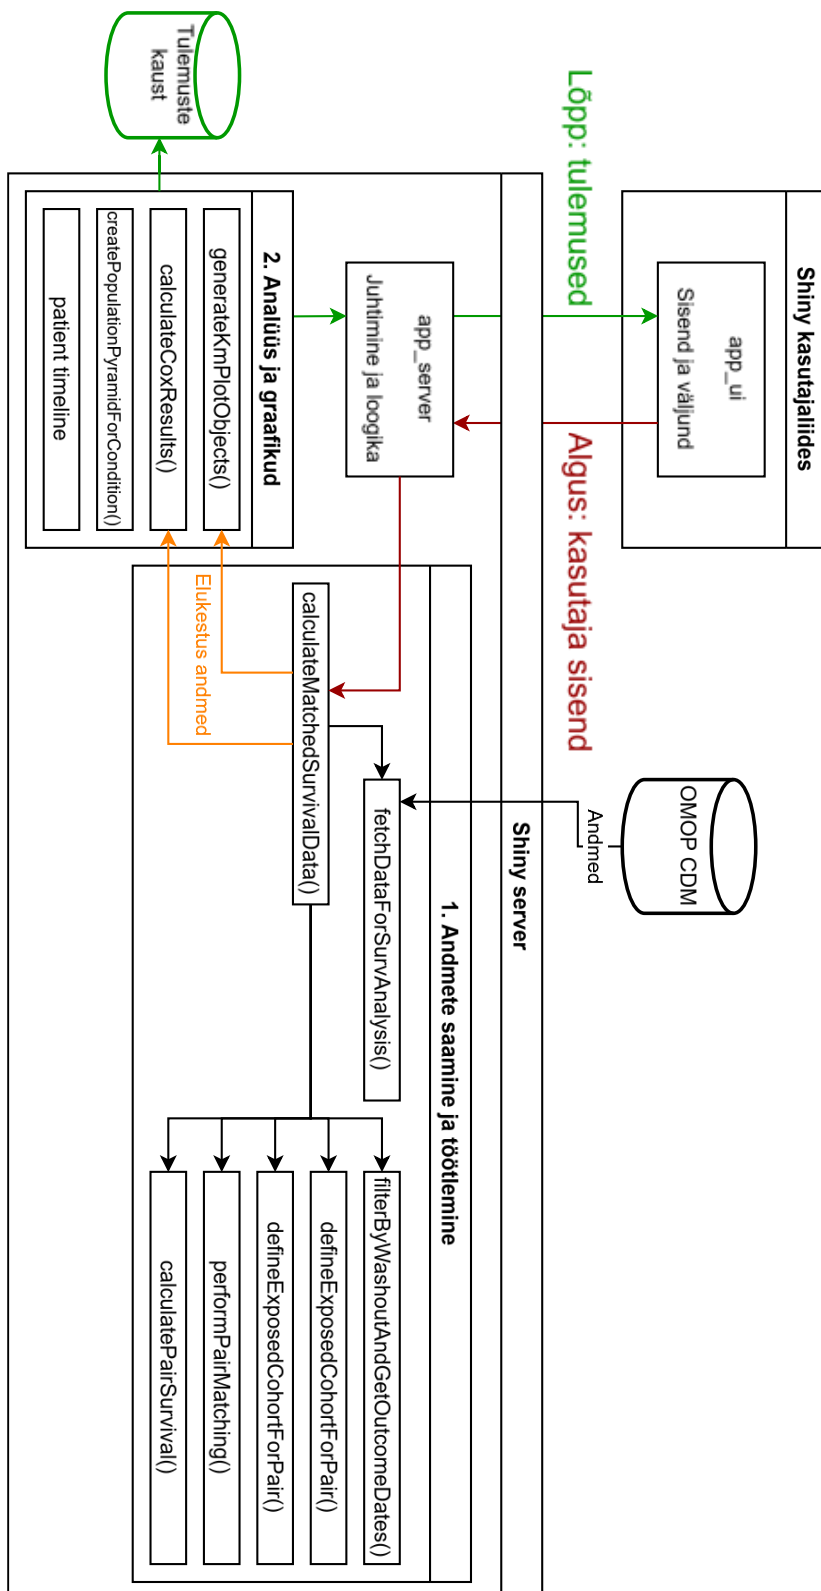 Shiny kasutajaliides
app_ui
Sisend ja väljund
OMOP CDM
Andmed
Lõpp: tulemused
Algus: kasutaja sisend
Shiny server
app_server
Juhtimine ja loogika
1. Andmete saamine ja töötlemine
fetchDataForSurvAnalysis()
calculateMatchedSurvivalData()
filterByWashoutAndGetOutcomeDates()
defineExposedCohortForPair()
defineExposedCohortForPair()
performPairMatching()
calculatePairSurvival()
2. Analüüs ja graafikud
generateKmPlotObjects()
calculateCoxResults()
createPopulationPyramidForCondition()
patient timeline
Elukestus andmed
Tulemuste
kaust